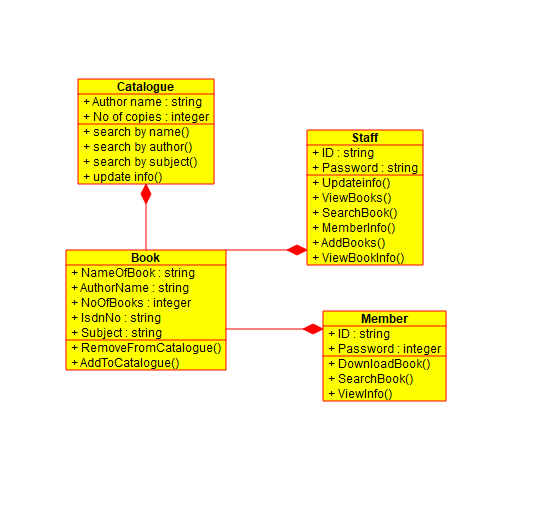 Catalogue
+ Author name : string
+ No of copies : integer
+ search by name()
+ search by author()
+ search by subject()
+ update info()
Staff
+ ID : string
+ Password : string
+ Updateinfo()
+ ViewBooks()
+ SearchBook()
+ MemberInfo()
+ AddBooks()
+ ViewBookInfo()
Book
+ NameOfBook : string
+ AuthorName : string
+ NoOfBooks : integer
+ IsdnNo : string
+ Subject : string
+ RemoveFromCatalogue()
+ AddToCatalogue()
Member
+ ID : string
+ Password : integer
+ DownloadBook()
+ SearchBook()
+ ViewInfo()